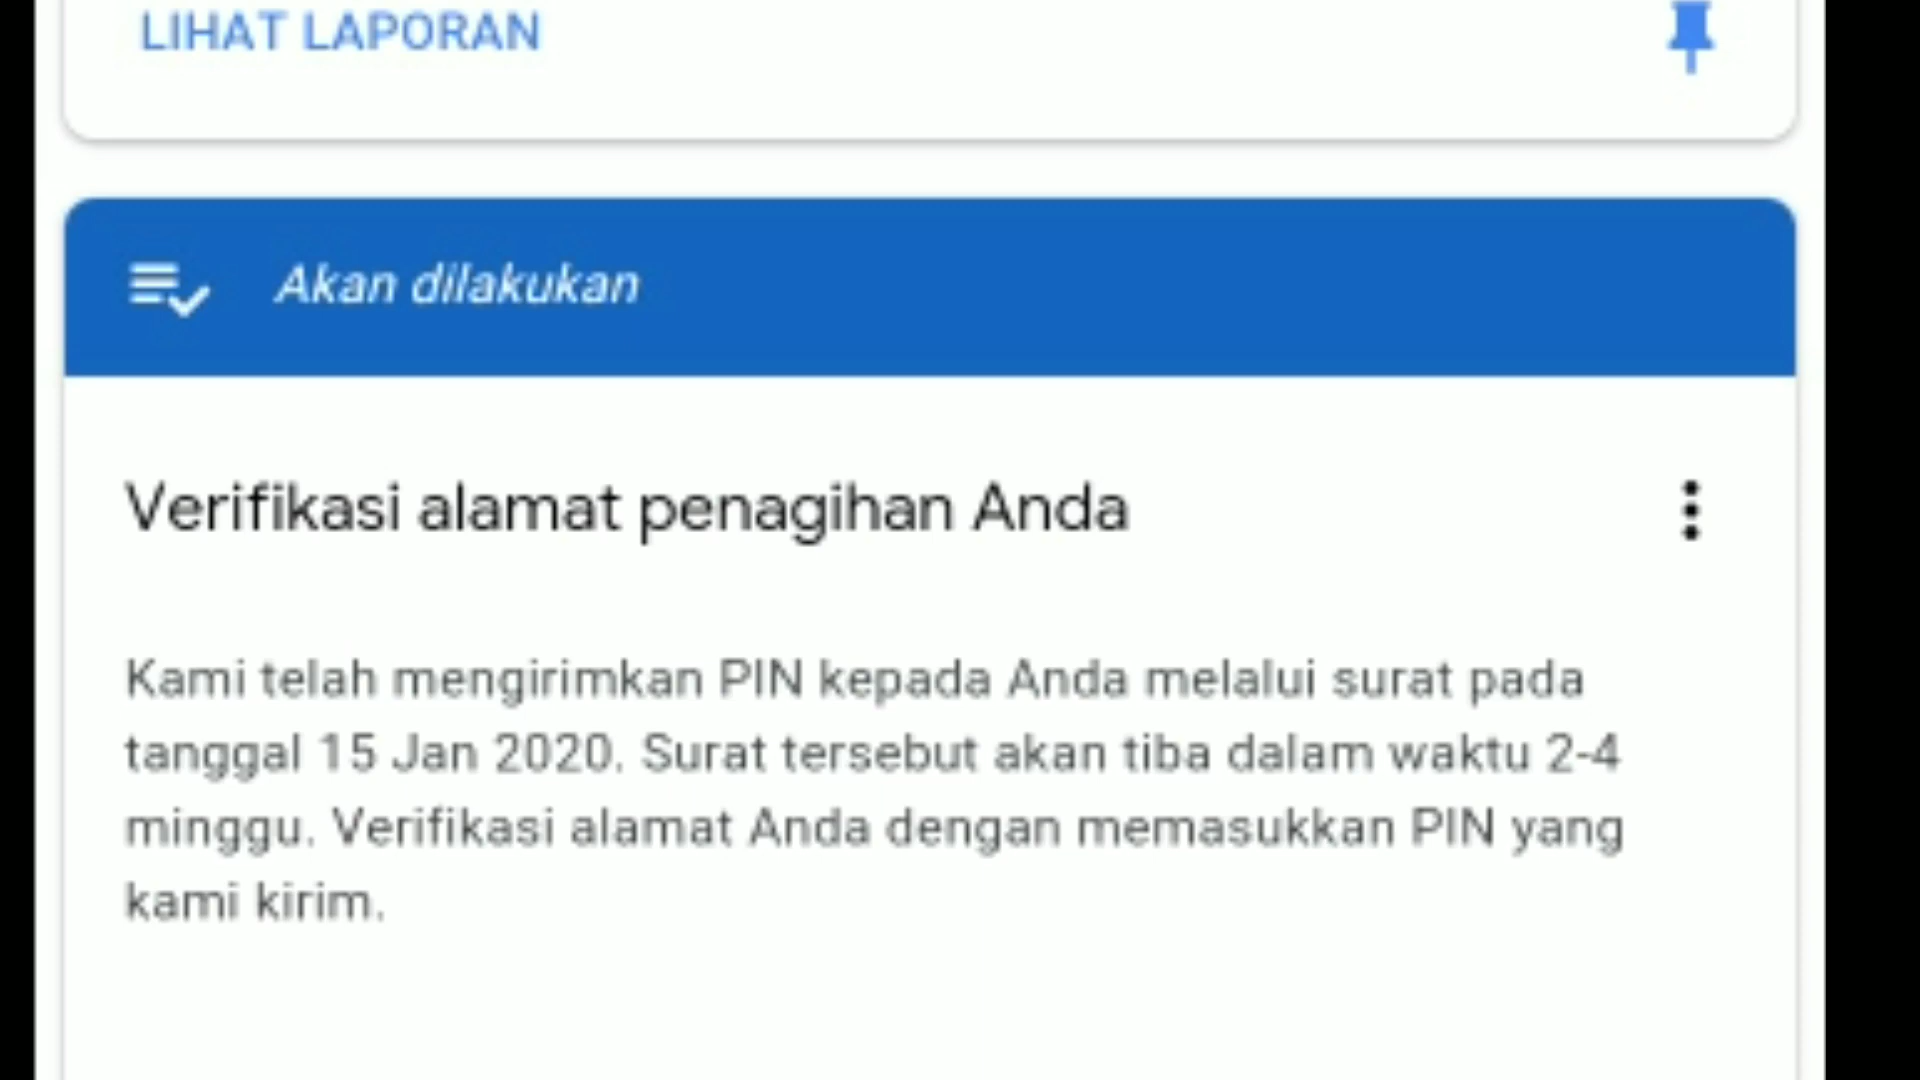 LIHAT LAPORAN
Akan dilakukan
Verifikasi alamat penagihan Anda
Kami telah mengirimkan PIN kepada Anda melalui surat pada
tanggal 15 Jan 2020. Surat tersebut akan tiba dalam waktu 2-4
minggu. Verifikasi alamat Anda dengan memasukkan PIN yang
kami kirim.